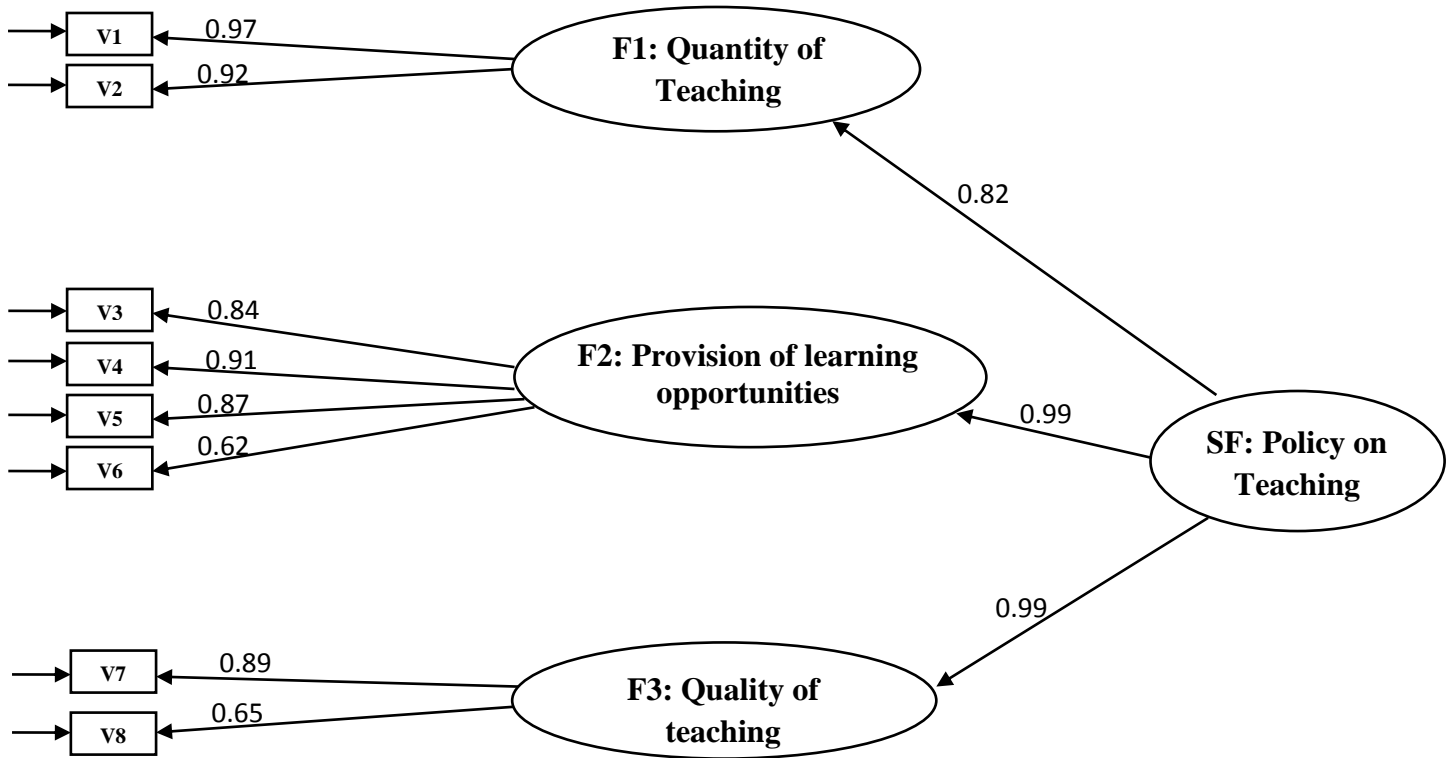 V1
0.97
V2
0.92
F1: Quantity of
Teaching
0.82
V3
0.84
V4
0.91
V5
0.87
V6
0.62
F2: Provision of learning
opportunities
0.99
SF: Policy on
Teaching
0.99
V7
0.89
V8
0.65
F3: Quality of
teaching